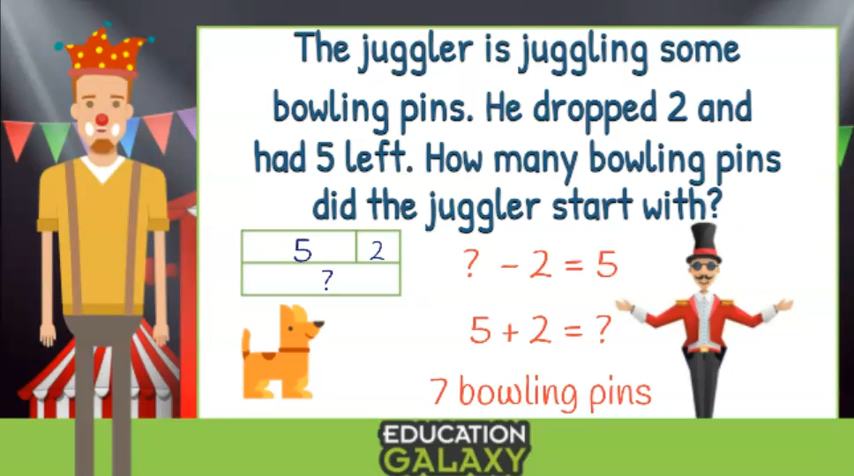 The juggler is juggling some
bowling pins. He dropped 2 and
had 5 left. How many bowling pins
did the juggler start with?
5 2
?
? - 2 = 5
5 + 2 = ?
7 bowling pins
EDUCATION
GALAXY